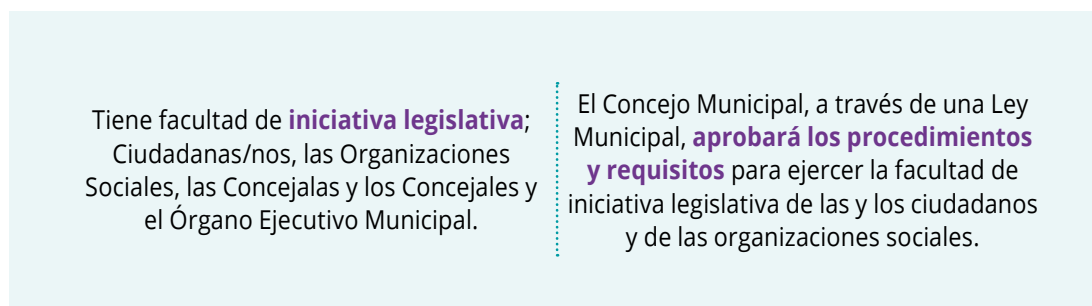 Tiene facultad de iniciativa legislativa;
Ciudadanas/nos, las Organizaciones
Sociales, las Concejalas y los Concejales y
el Órgano Ejecutivo Municipal.
El Concejo Municipal, a través de una Ley
Municipal, aprobará los procedimientos
y requisitos para ejercer la facultad de
iniciativa legislativa de las y los ciudadanos
y de las organizaciones sociales.